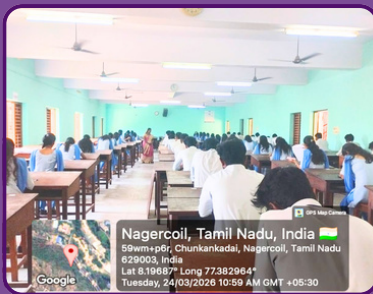 GPS Map Camera
Nagercoil, Tamil Nadu, India
59wm+p6r, Chunkankadai, Nagercoil, Tamil Nadu
629003, India
Lat 8.19687° Long 77.382964°
Tuesday, 24/03/2026 10:59 AM GMT +05:30
Google